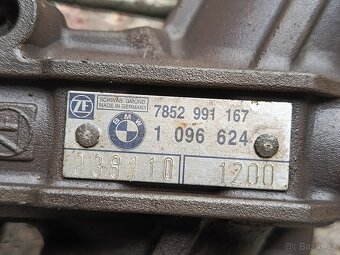 ZF
SCHWÄB. GMÜND
MADE IN GERMANY
7852 991 167
BMW
1 096 624
039110
1200